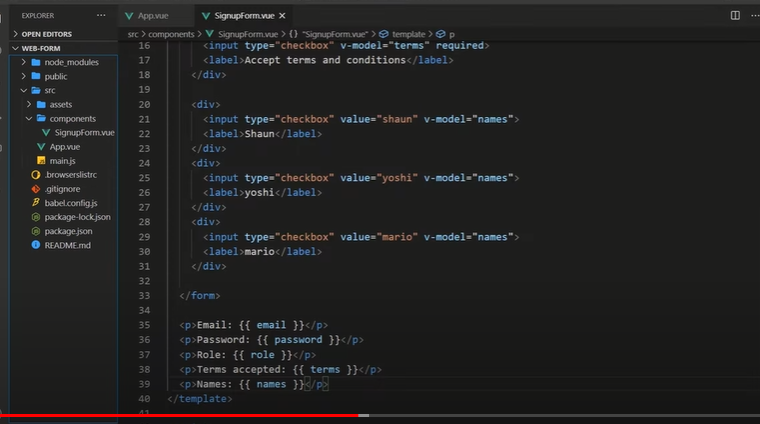 EXPLORER
App.vue
SignupForm.vue
OPEN EDITORS
WEB-FORM
node_modules
public
src
assets
components
SignupForm.vue
App.vue
main.js
.browserslistrc
.gitignore
babel.config.js
package-lock.json
package.json
README.md
src > components > SignupForm.vue > {} "SignupForm.vue" > template > p
16 <input type="checkbox" v-model="terms" required>
17 <label>Accept terms and conditions</label>
18 </div>
19
20 <div>
21 <input type="checkbox" value="shaun" v-model="names">
22 <label>Shaun</label>
23 </div>
24 <div>
25 <input type="checkbox" value="yoshi" v-model="names">
26 <label>yoshi</label>
27 </div>
28 <div>
29 <input type="checkbox" value="mario" v-model="names">
30 <label>mario</label>
31 </div>
32
33 </form>
34
35 <p>Email: {{ email }}</p>
36 <p>Password: {{ password }}</p>
37 <p>Role: {{ role }}</p>
38 <p>Terms accepted: {{ terms }}</p>
39 <p>Names: {{ names }}</p>
40 </template>
41